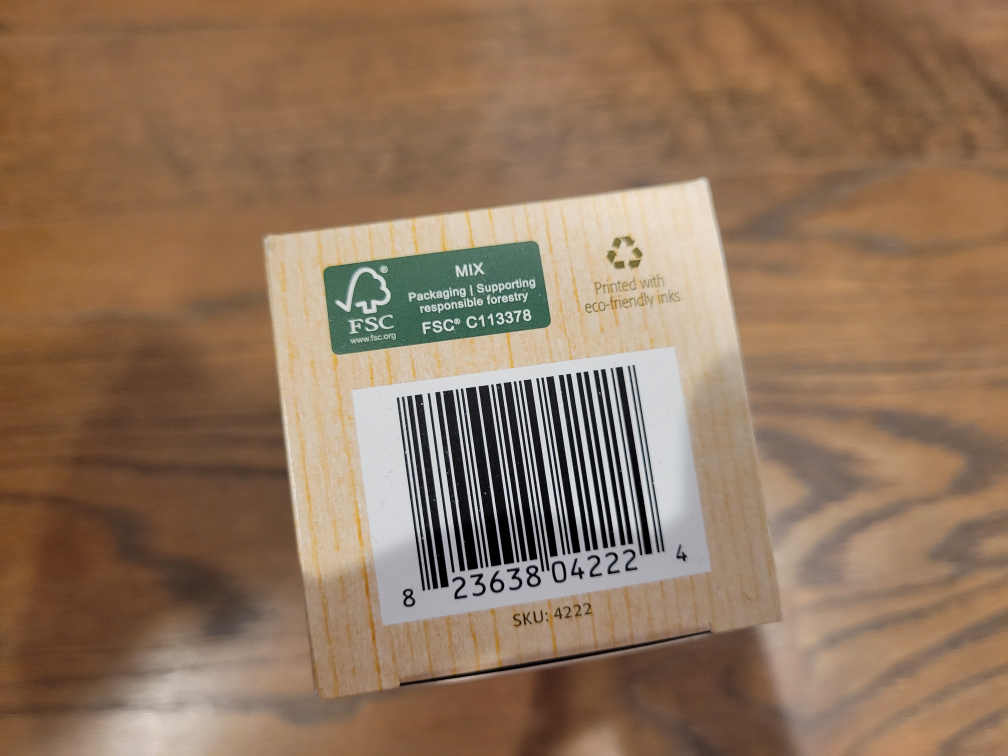 MIX
Packaging | Supporting
responsible forestry
FSC® C113378
®
FSC
www.fsc.org
Printed with
eco-friendly inks
8 23638 04222 4
SKU: 4222